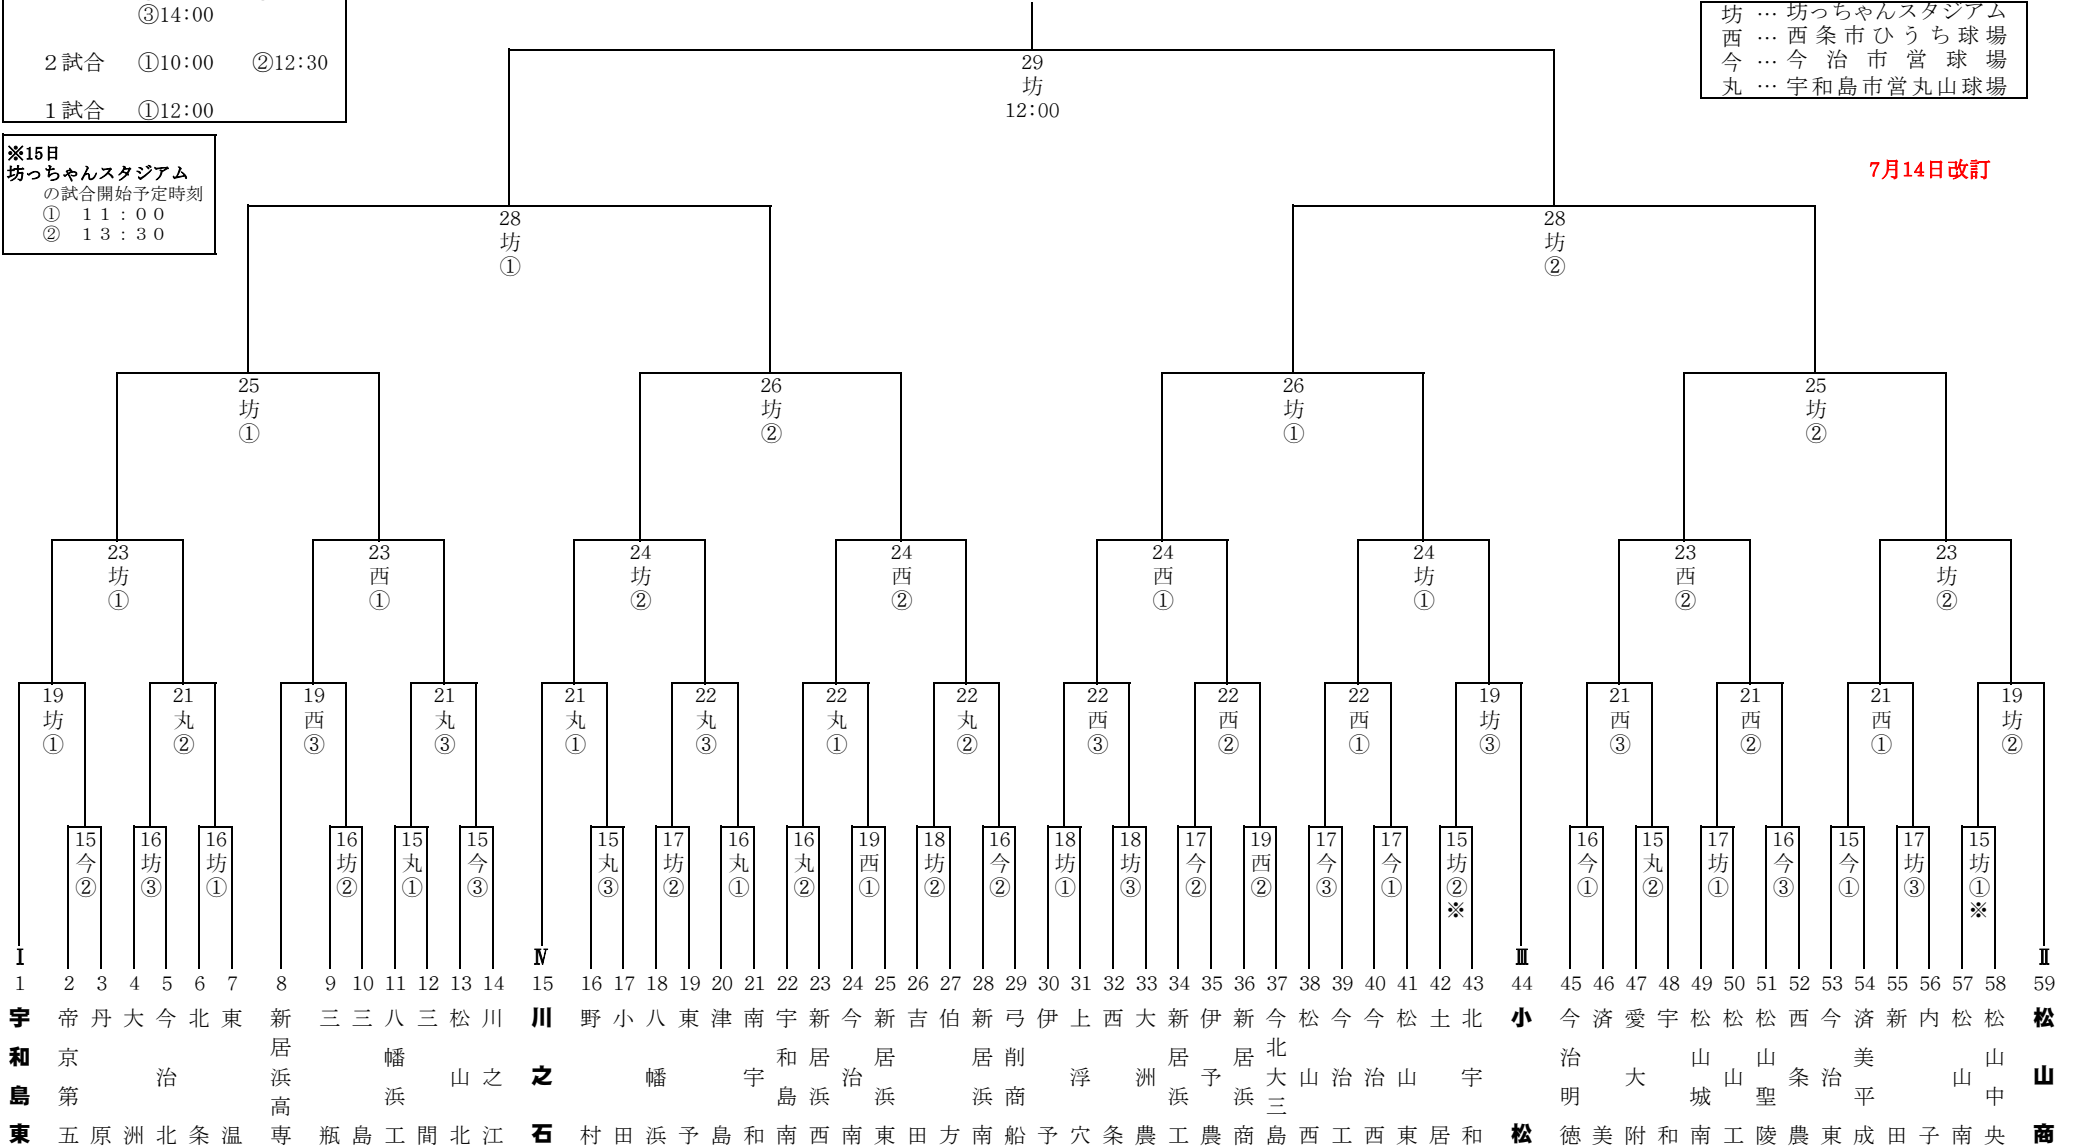 ③14:00
2試合 ①10:00 ②12:30
1試合 ①12:00
※15日
坊っちゃんスタジアム
の試合開始予定時刻
① 11:00
② 13:30
坊 … 坊っちゃんスタジアム
西 … 西条市ひうち球場
今 … 今治市営球場
丸 … 宇和島市営丸山球場
7月14日改訂
29 坊 12:00
28 坊 ①
28 坊 ②
25 坊 ①
26 坊 ②
26 坊 ①
25 坊 ②
23 坊 ①
23 西 ①
24 坊 ②
24 西 ②
24 西 ①
24 坊 ①
23 西 ②
23 坊 ②
19 坊 ①
21 丸 ②
19 西 ③
21 丸 ③
21 丸 ①
22 丸 ③
22 丸 ①
22 丸 ②
22 西 ③
22 西 ②
22 西 ①
19 坊 ③
21 西 ③
21 西 ②
21 西 ①
19 坊 ②
15 今 ②
16 坊 ③
16 坊 ①
16 坊 ②
15 丸 ①
15 今 ③
15 丸 ③
17 坊 ②
16 丸 ①
16 丸 ②
19 西 ①
18 坊 ②
16 今 ②
18 坊 ①
18 坊 ③
17 今 ②
19 西 ②
17 今 ③
17 今 ①
15 坊 ② ※
16 今 ①
15 丸 ②
17 坊 ①
16 今 ③
15 今 ①
17 坊 ③
15 坊 ① ※
Ⅰ 1 宇和島東
2 帝京第五
3 丹原
4 大洲
5 今治北
6 北条
7 東温
8 新居浜高専
9 三瓶
10 三島
11 八幡浜工
12 三間
13 松山北
14 川之江
Ⅳ 15 川之石
16 野村
17 小田
18 八幡浜
19 東予
20 津島
21 南宇和
22 宇和島南
23 新居浜西
24 今治南
25 新居浜東
26 吉田
27 伯方
28 新居浜南
29 弓削商船
30 伊予
31 上浮穴
32 西条
33 大洲農
34 新居浜工
35 伊予農
36 新居浜商
37 今北大三島
38 松山西
39 今治工
40 今治西
41 松山東
42 土居
43 北宇和
Ⅲ 44 小松
45 今治明徳
46 済美
47 愛大附
48 宇和
49 松山城南
50 松山工
51 松山聖陵
52 西条農
53 今治東
54 済美平成
55 新田
56 内子
57 松山南
58 松山中央
Ⅱ 59 松山商